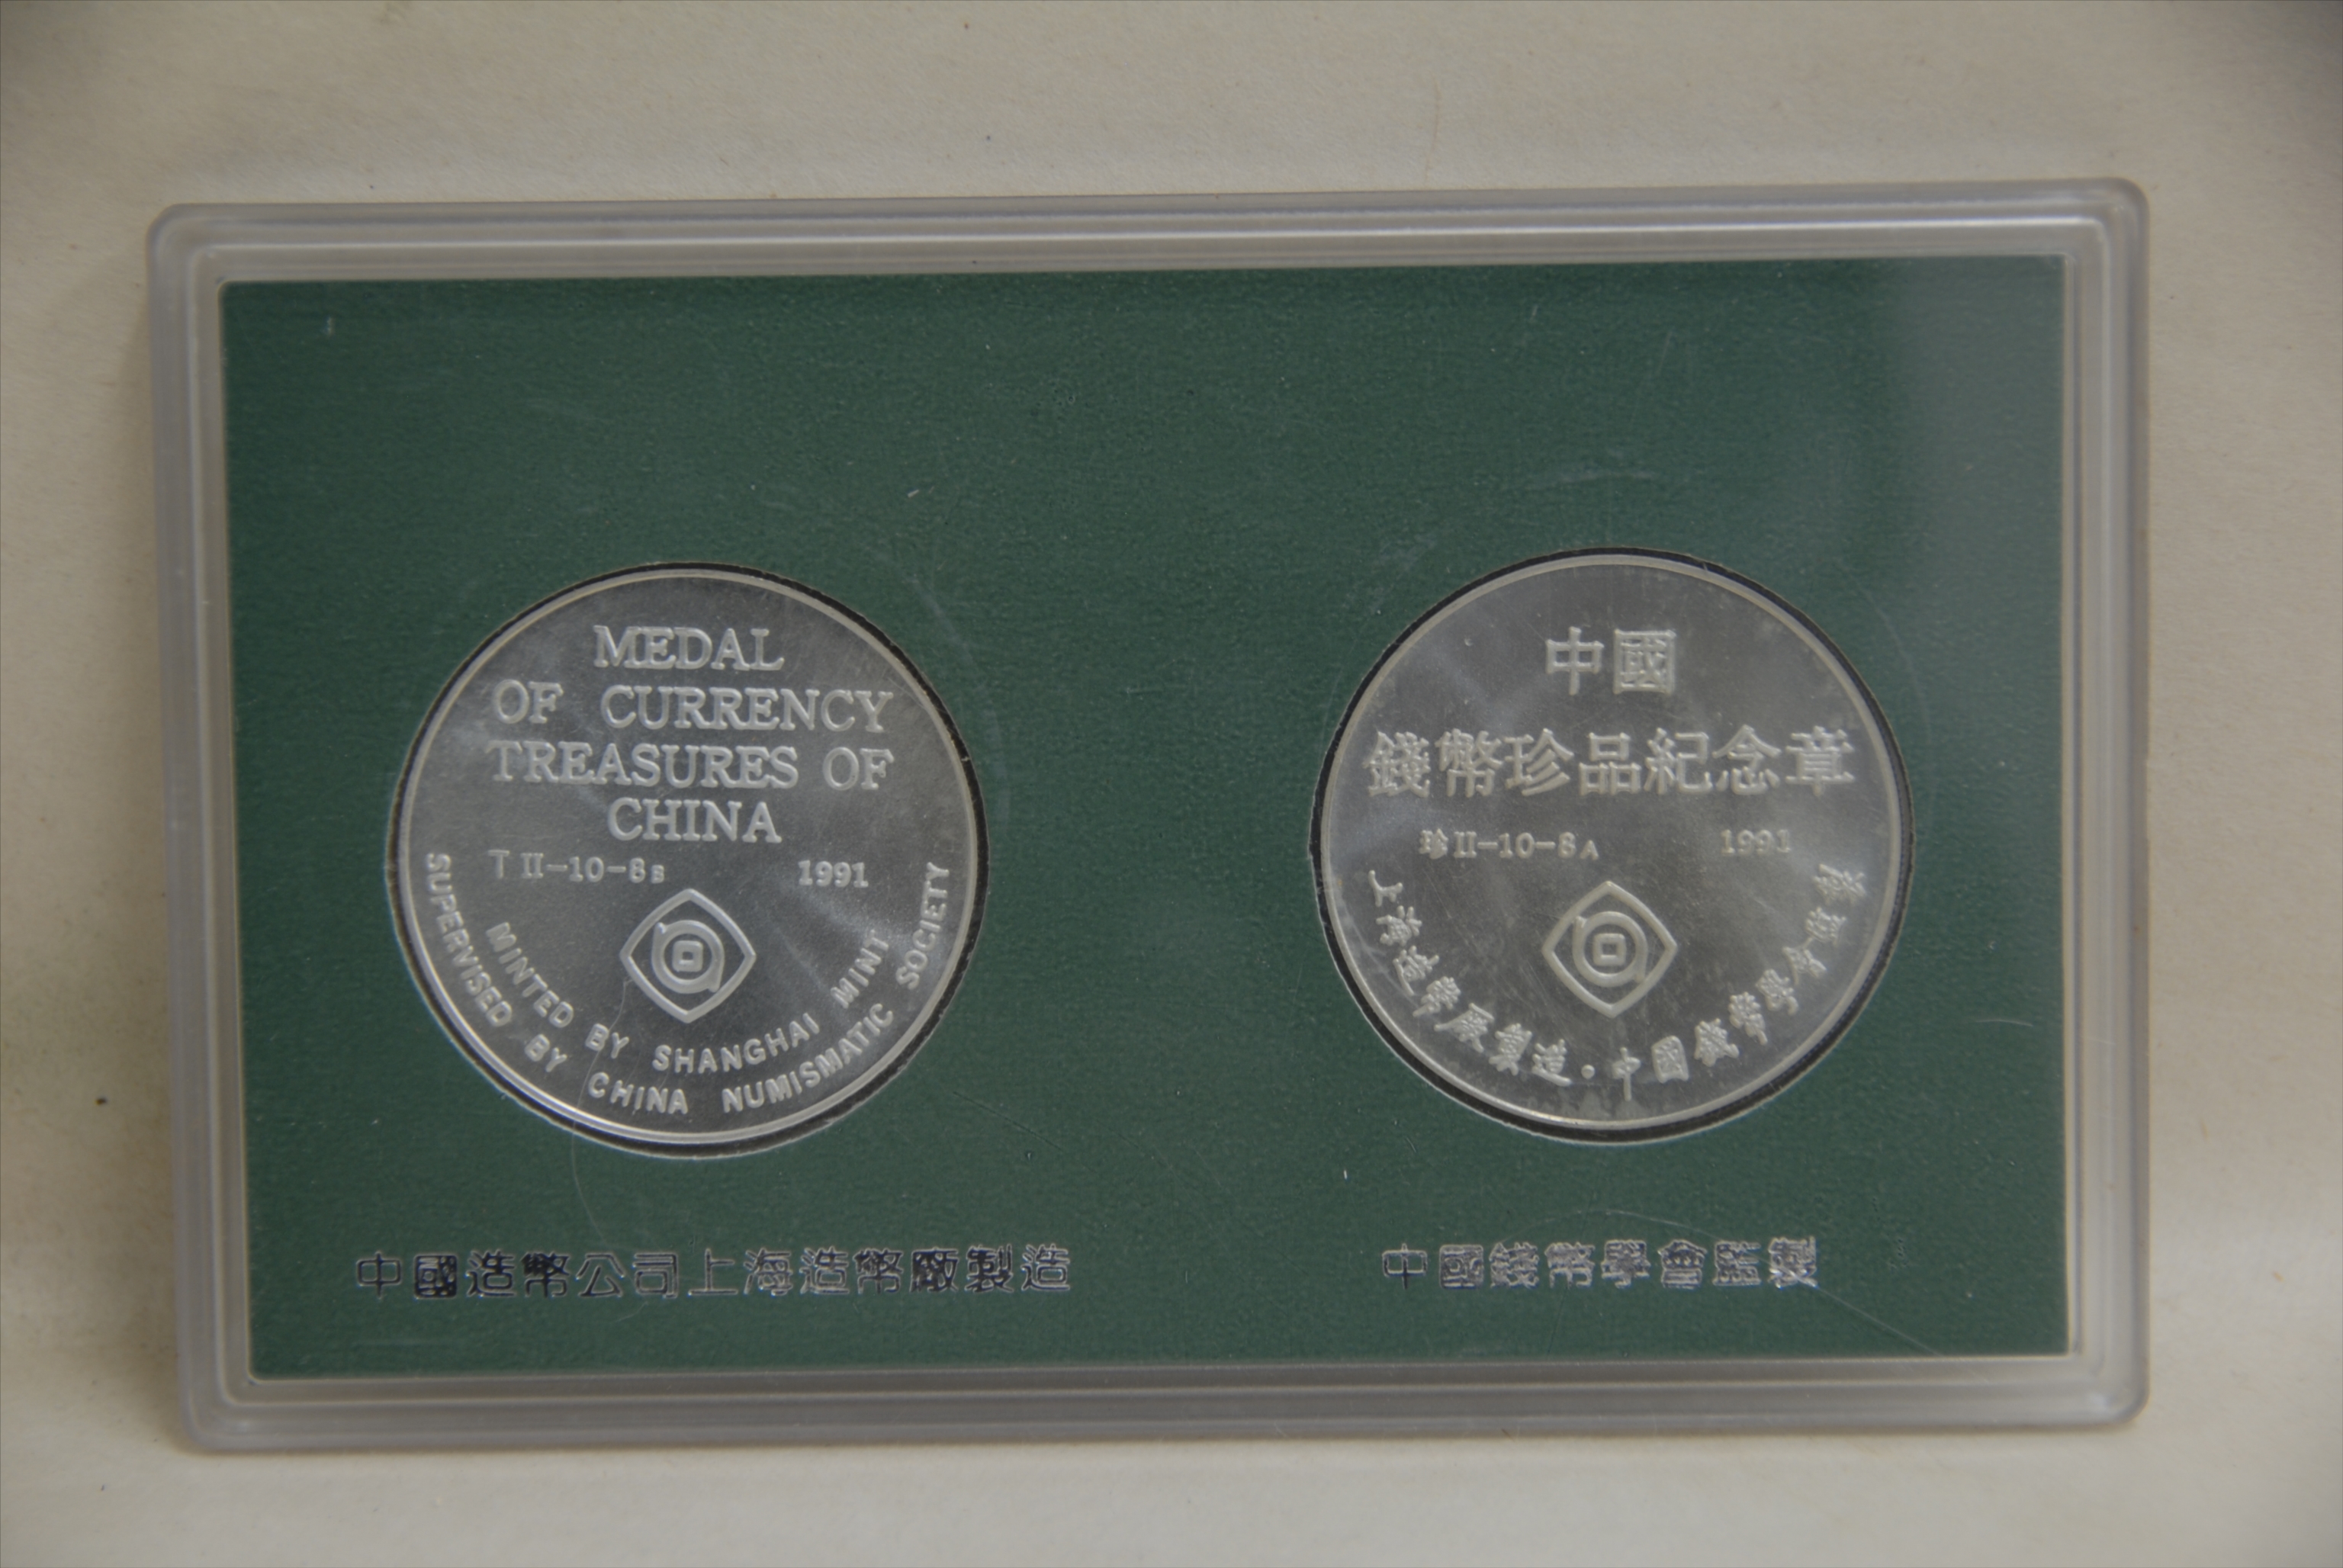 MEDAL
OF CURRENCY
TREASURES OF
CHINA
T II-10-8B 1991
MINTED BY SHANGHAI MINT
SUPERVISED BY CHINA NUMISMATIC SOCIETY
中國
錢幣珍品紀念章
珍II-10-8A 1991
上海造幣廠製造·中國錢幣學會監製
中國造幣公司上海造幣廠製造
中國錢幣學會監製